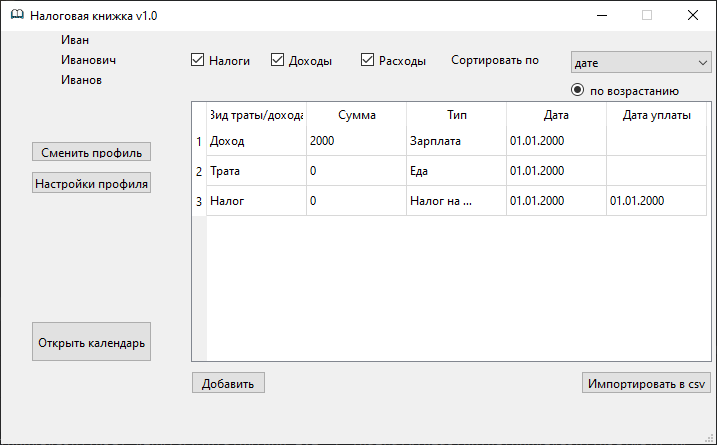 Налоговая книжка v1.0
Иван
Иванович
Иванов
Налоги Доходы Расходы Сортировать по дате
по возрастанию
Сменить профиль
Настройки профиля
Открыть календарь
Вид траты/дохода Сумма Тип Дата Дата уплаты
1 Доход 2000 Зарплата 01.01.2000
2 Трата 0 Еда 01.01.2000
3 Налог 0 Налог на ... 01.01.2000 01.01.2000
Добавить Импортировать в csv